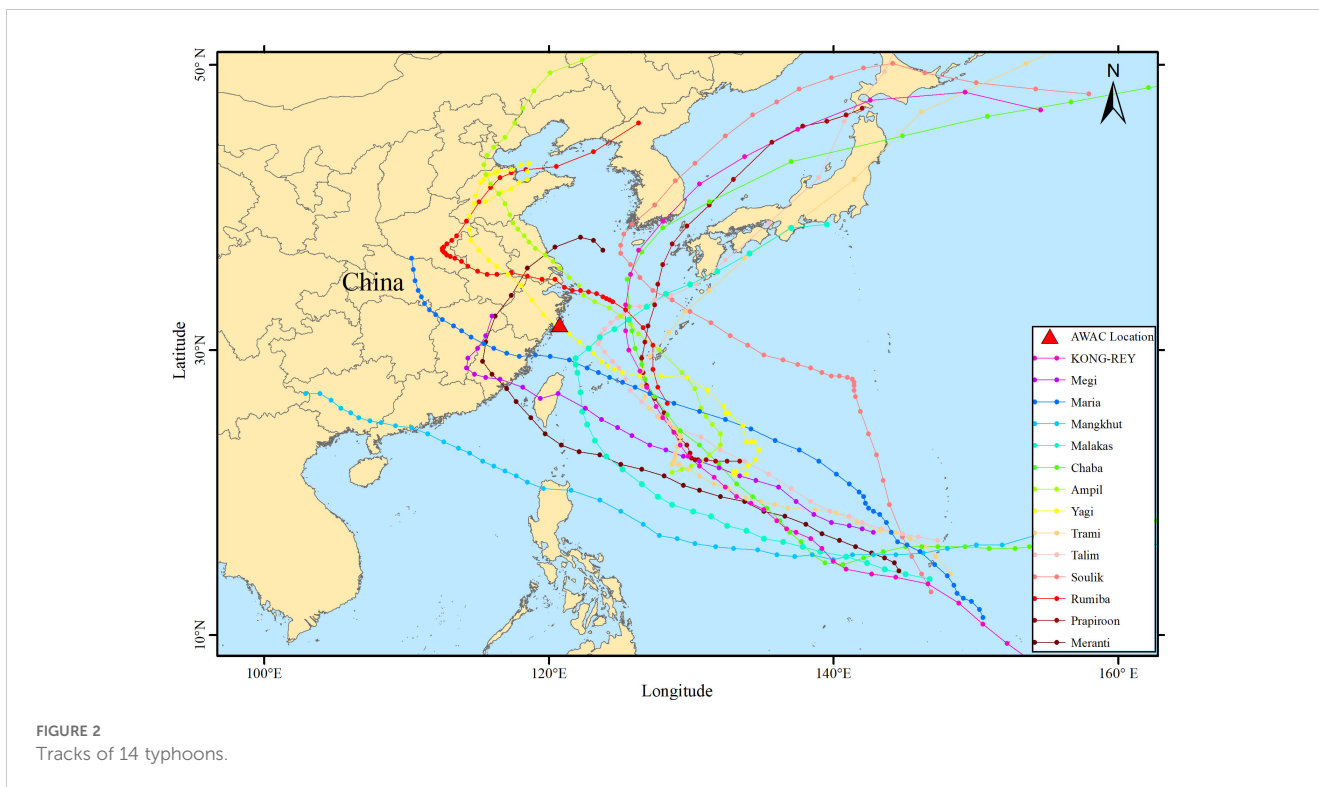 50° N
30°N
10°N
Latitude
N
China
AWAC Location
KONG-REY
Megi
Maria
Mangkhut
Malakas
Chaba
Ampil
Yagi
Trami
Talim
Soulik
Rumiba
Prapiroon
Meranti
100°E
120°E
140°E
160° E
Longitude
FIGURE 2
Tracks of 14 typhoons.